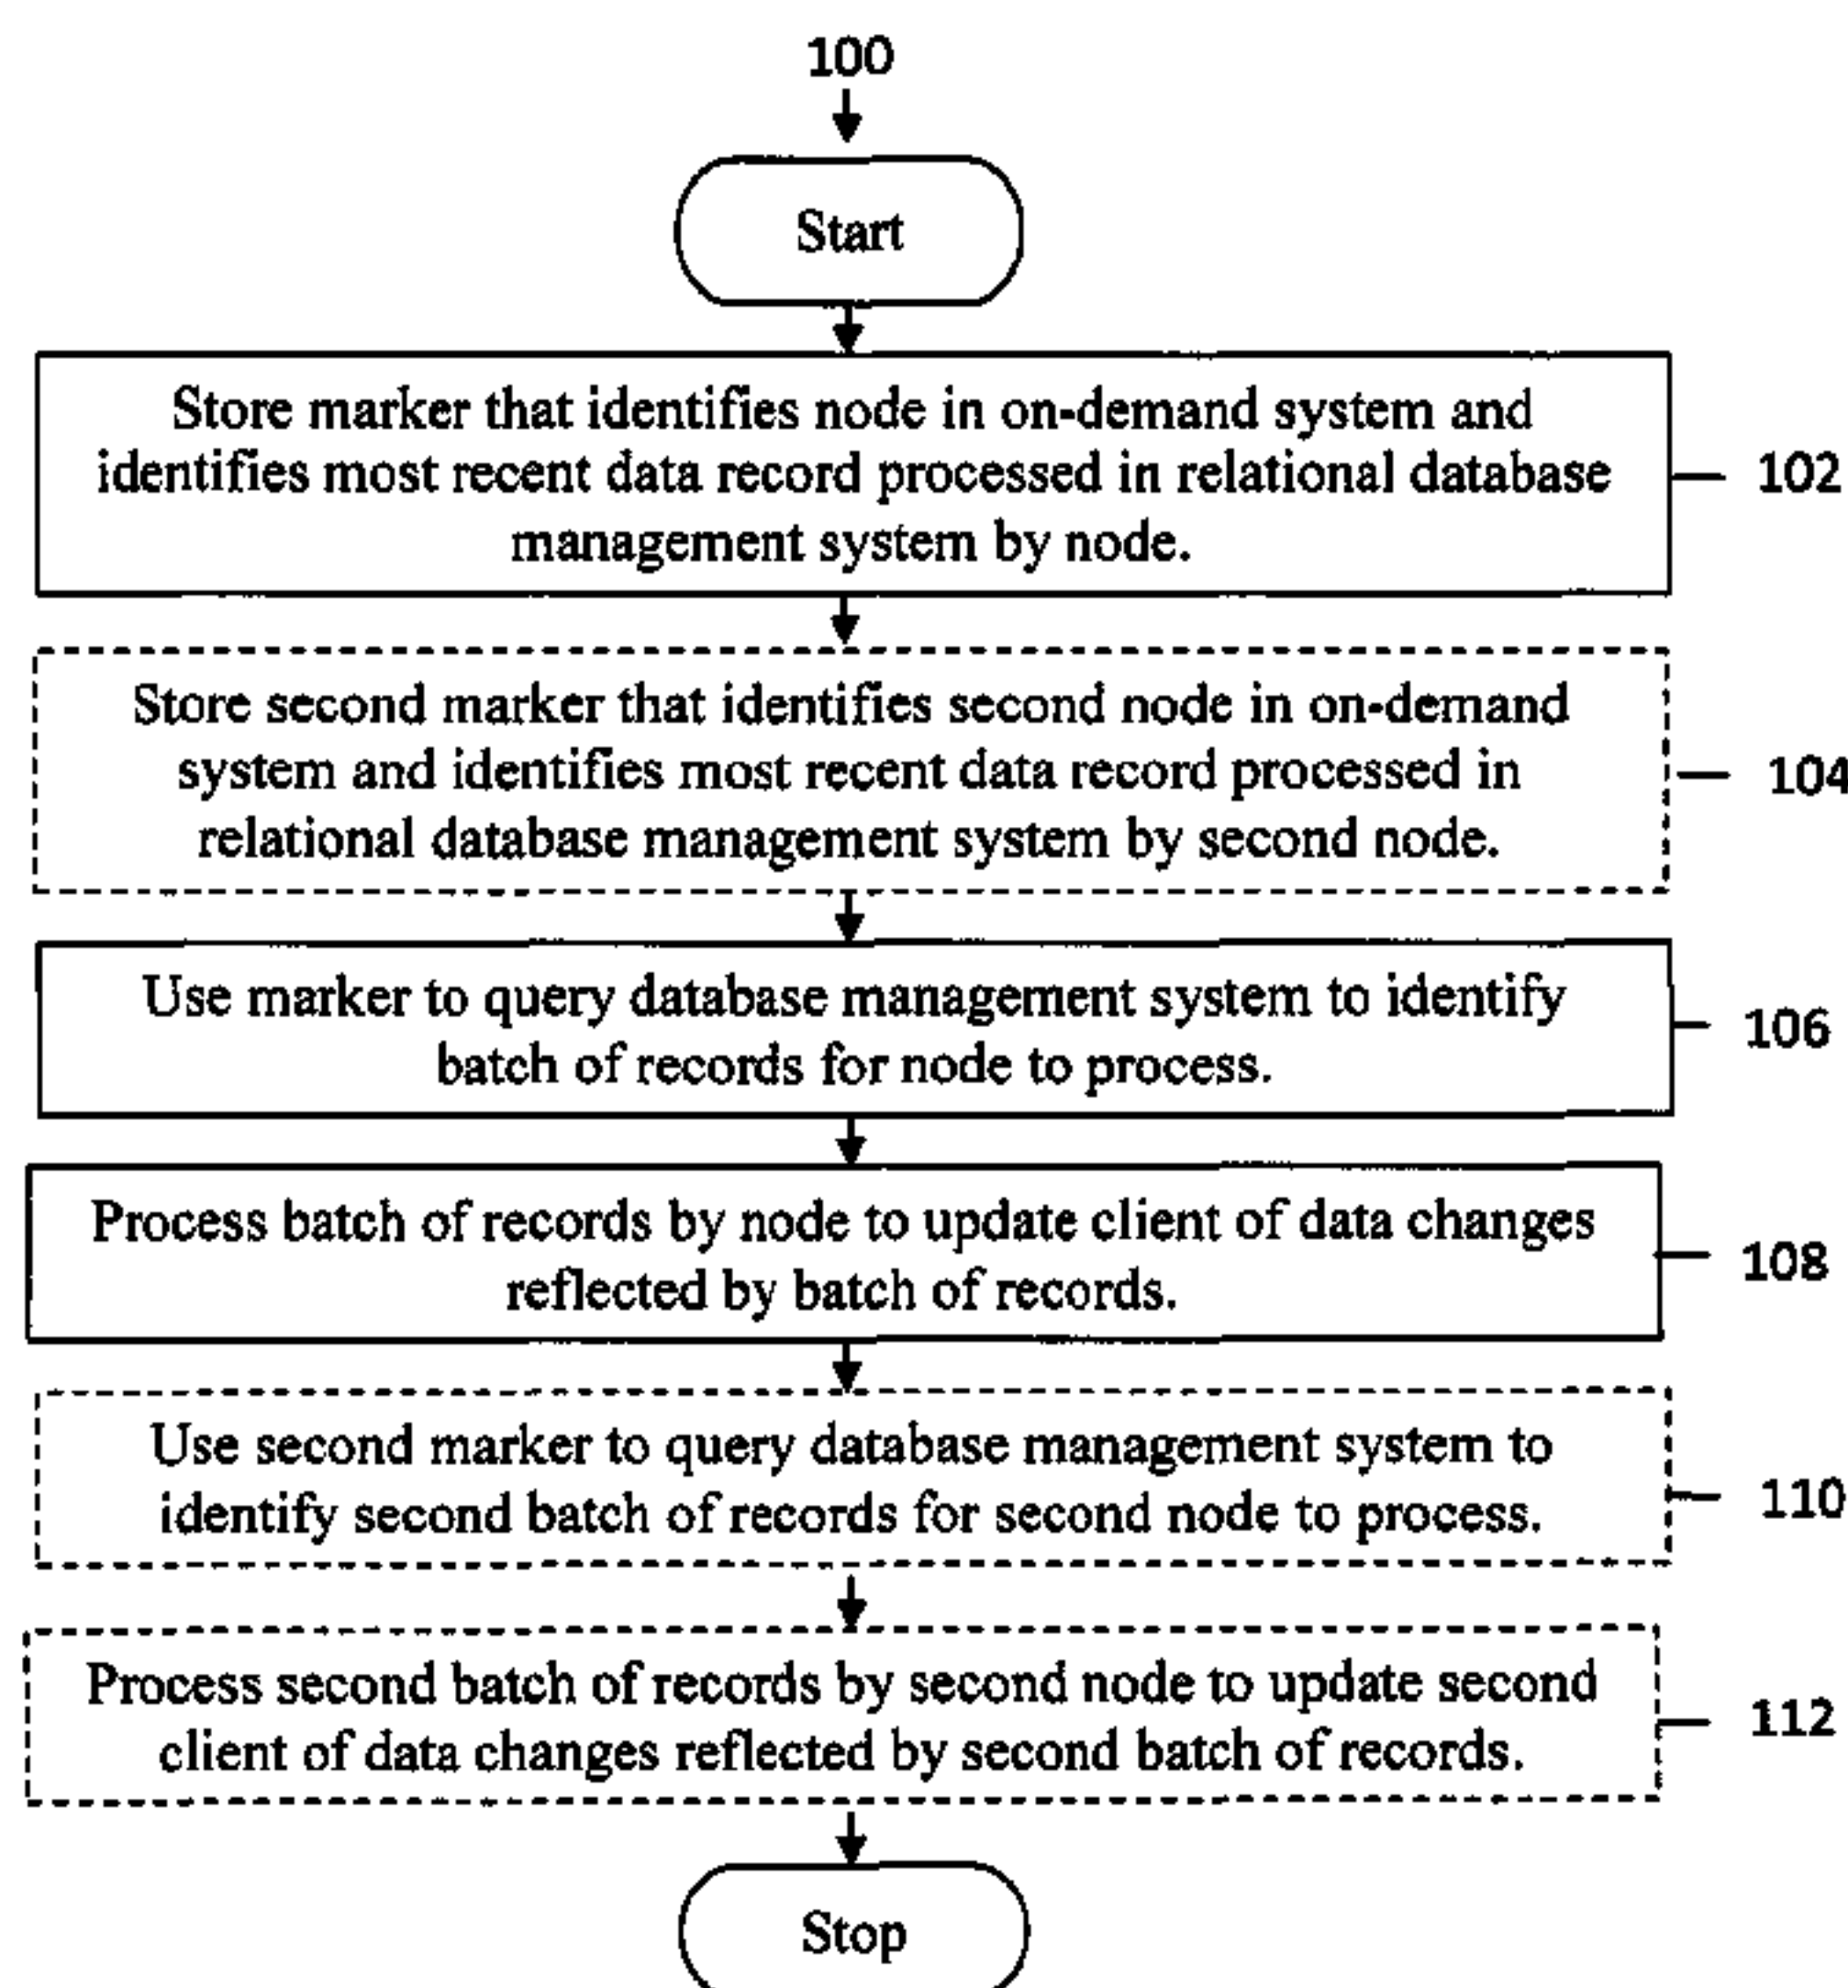 100
Start
Store marker that identifies node in on-demand system and
identifies most recent data record processed in relational database
management system by node.
102
Store second marker that identifies second node in on-demand
system and identifies most recent data record processed in
relational database management system by second node.
104
Use marker to query database management system to identify
batch of records for node to process.
106
Process batch of records by node to update client of data changes
reflected by batch of records.
108
Use second marker to query database management system to
identify second batch of records for second node to process.
110
Process second batch of records by second node to update second
client of data changes reflected by second batch of records.
112
Stop